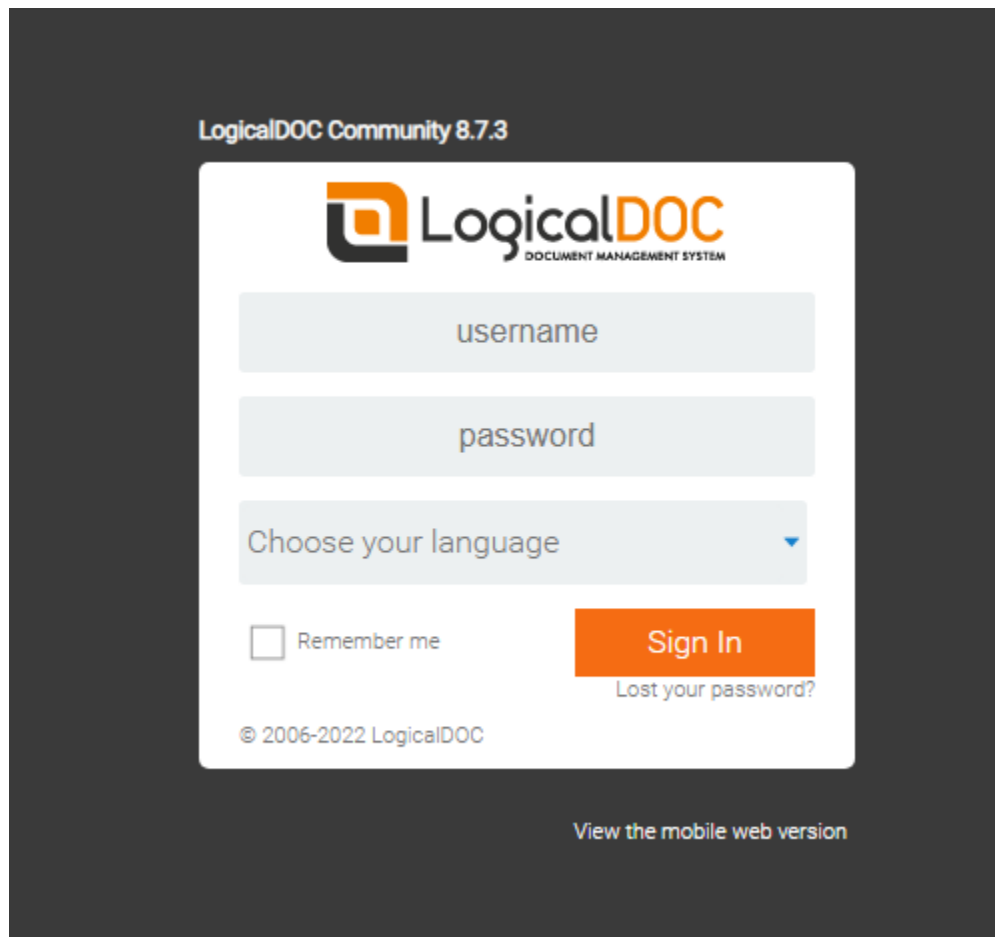 LogicalDOC Community 8.7.3
LogicalDOC
DOCUMENT MANAGEMENT SYSTEM
username
password
Choose your language
Remember me
Sign In
Lost your password?
© 2006-2022 LogicalDOC
View the mobile web version